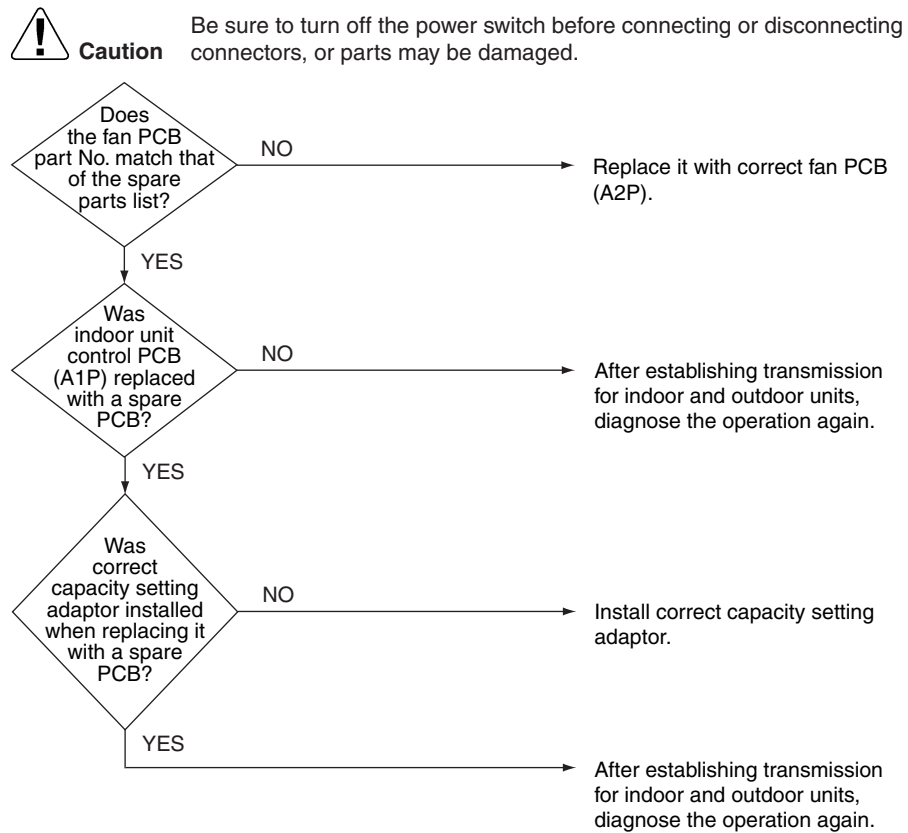 Caution
Be sure to turn off the power switch before connecting or disconnecting
connectors, or parts may be damaged.
Does
the fan PCB
part No. match that
of the spare
parts list?
NO
Replace it with correct fan PCB
(A2P).
YES
Was
indoor unit
control PCB
(A1P) replaced
with a spare
PCB?
NO
After establishing transmission
for indoor and outdoor units,
diagnose the operation again.
YES
Was
correct
capacity setting
adaptor installed
when replacing it
with a spare
PCB?
NO
Install correct capacity setting
adaptor.
YES
After establishing transmission
for indoor and outdoor units,
diagnose the operation again.